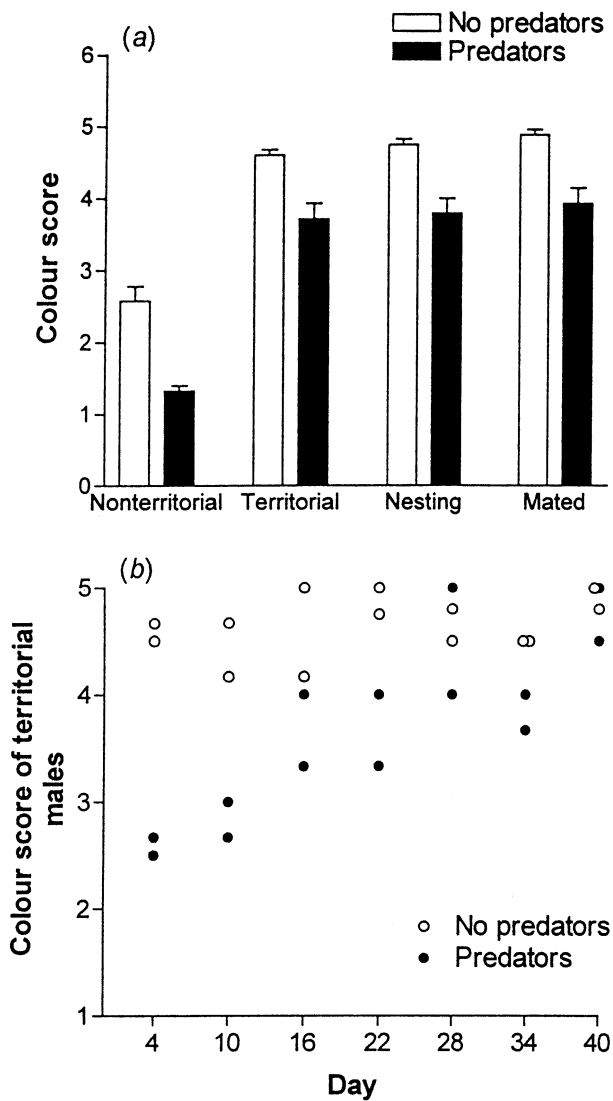 (a)
No predators
Predators
6
5
4
3
2
1
0
Colour score
Nonterritorial Territorial Nesting Mated
(b)
5
4
3
2
1
Colour score of territorial
males
No predators
Predators
4 10 16 22 28 34 40
Day